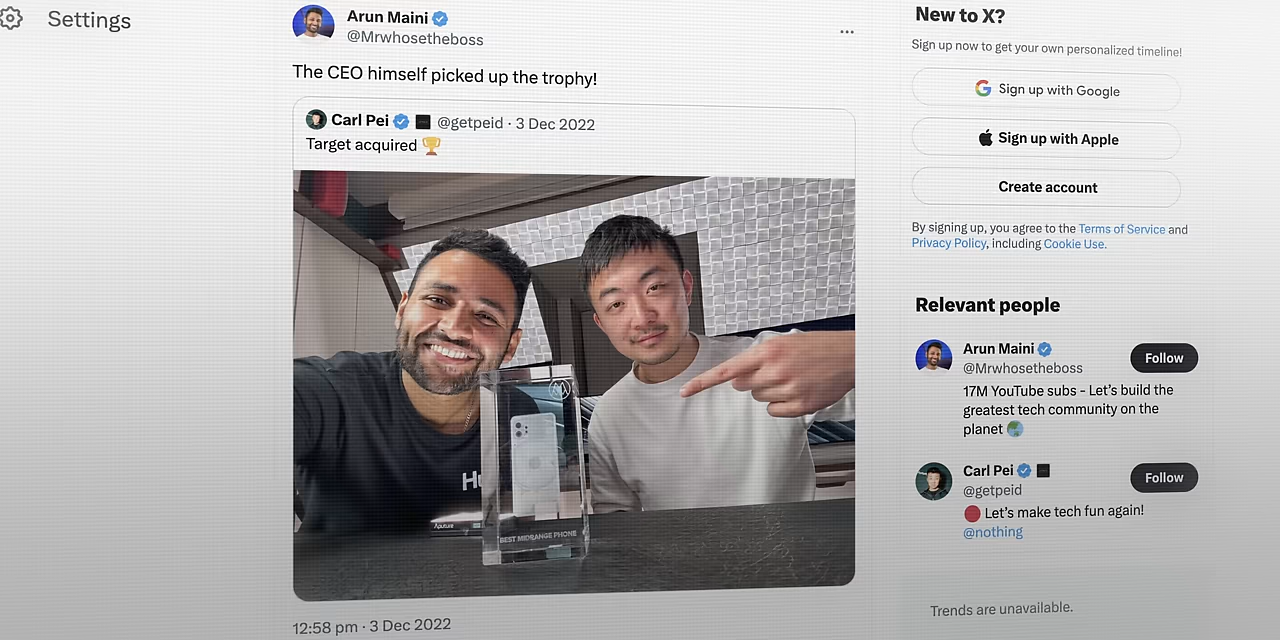 Settings
Arun Maini
@Mrwhosetheboss
The CEO himself picked up the trophy!
Carl Pei @getpeid · 3 Dec 2022
Target acquired 🏆
Aputure
BEST MIDRANGE PHONE
12:58 pm · 3 Dec 2022
New to X?
Sign up now to get your own personalized timeline!
Sign up with Google
Sign up with Apple
Create account
By signing up, you agree to the Terms of Service and
Privacy Policy, including Cookie Use.
Relevant people
Arun Maini
@Mrwhosetheboss
Follow
17M YouTube subs - Let's build the
greatest tech community on the
planet 🌏
Carl Pei
@getpeid
Follow
🔴 Let's make tech fun again!
@nothing
Trends are unavailable.